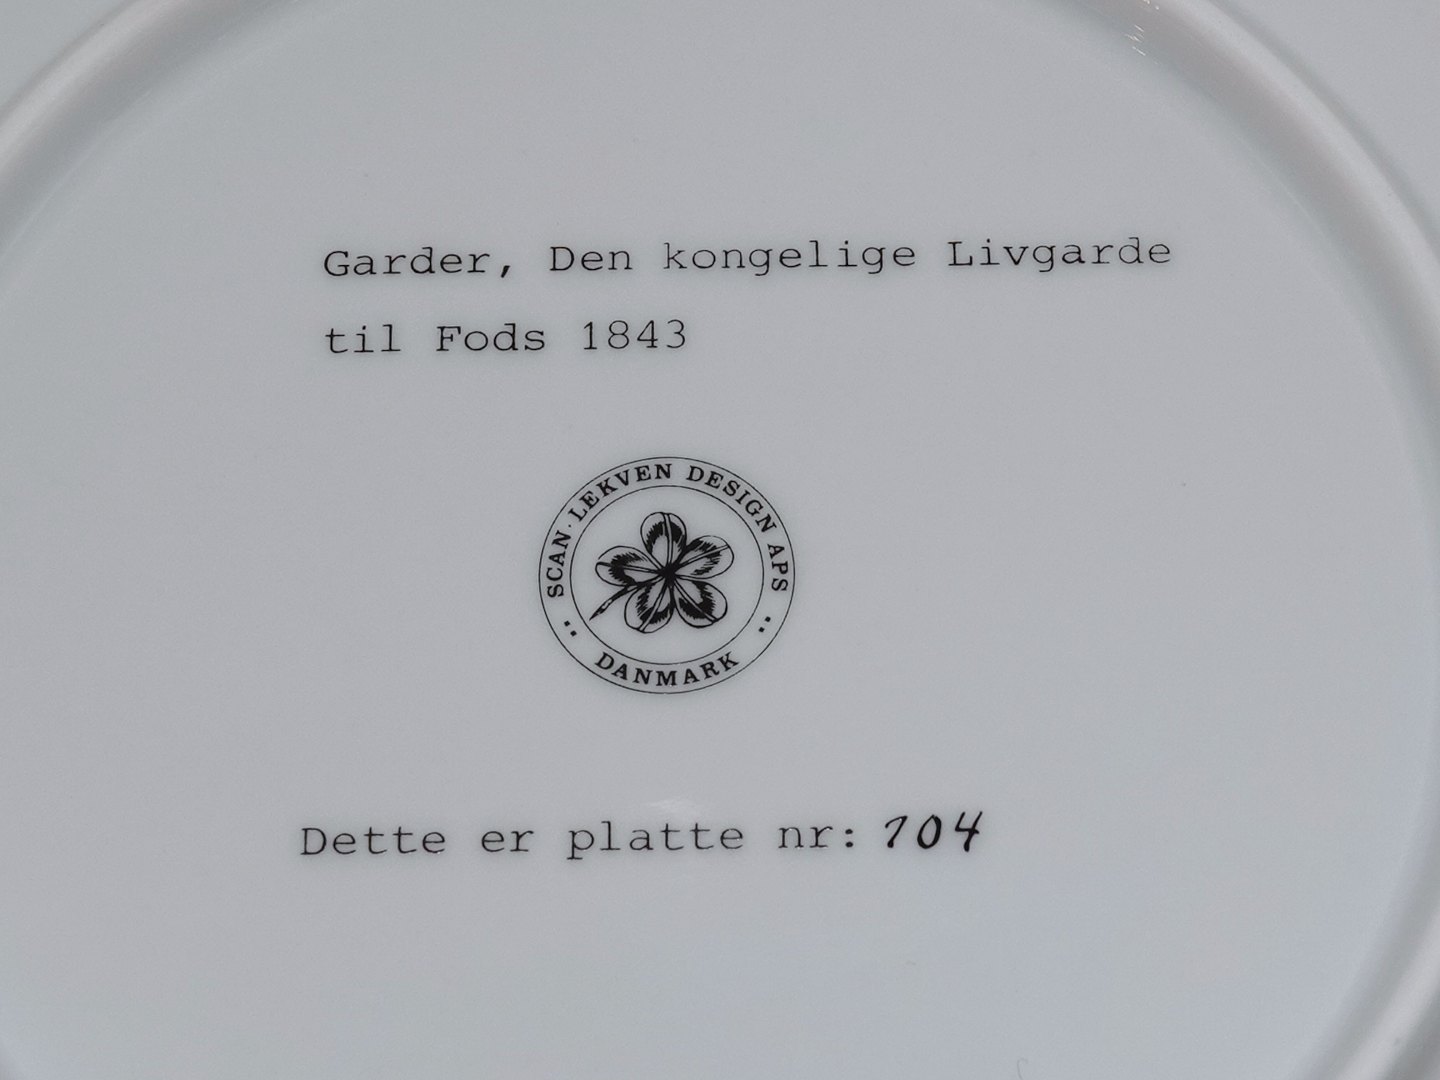 Garder, Den kongelige Livgarde
til Fods 1843
SCAN·LEKVEN DESIGN APS
DANMARK
Dette er platte nr: 104